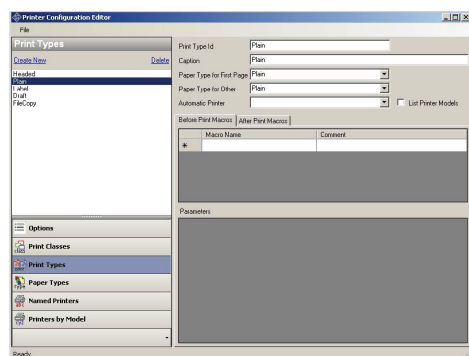 Printer Configuration Editor
File
Print Types
Create New Delete
Headed
Plain
Label
Draft
FileCopy
Options
Print Classes
Print Types
Paper Types
Named Printers
Printers by Model
Ready
Print Type Id Plain
Caption Plain
Paper Type for First Page Plain
Paper Type for Other Plain
Automatic Printer List Printer Models
Before Print Macros After Print Macros
Macro Name Comment
Parameters